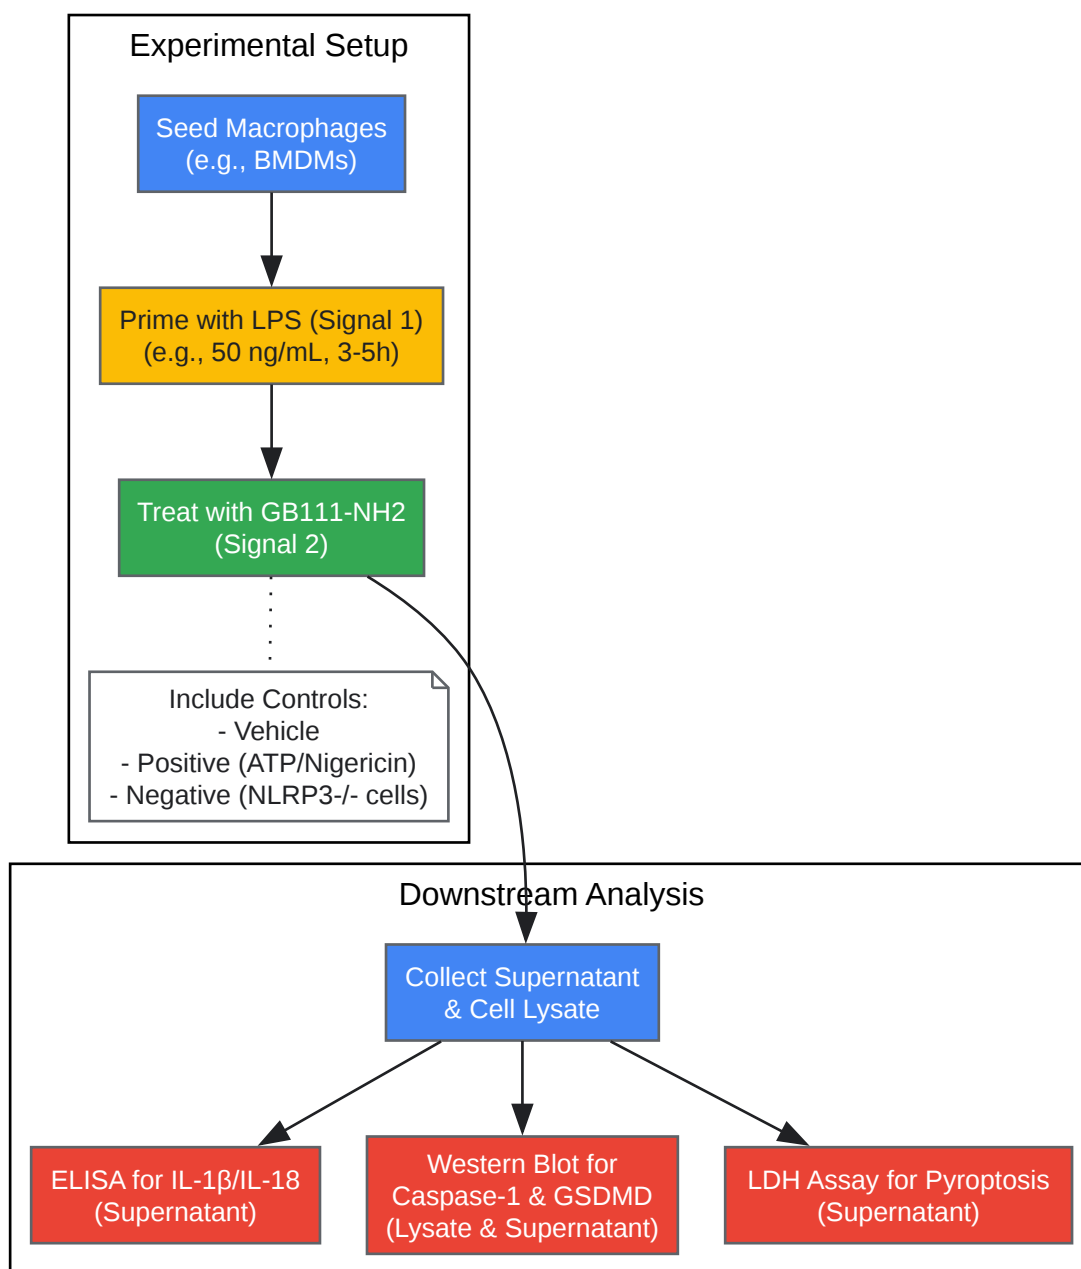 Experimental Setup
Seed Macrophages
(e.g., BMDMs)
Prime with LPS (Signal 1)
(e.g., 50 ng/mL, 3-5h)
Treat with GB111-NH2
(Signal 2)
Include Controls:
- Vehicle
- Positive (ATP/Nigericin)
- Negative (NLRP3-/- cells)
Downstream Analysis
Collect Supernatant
& Cell Lysate
ELISA for IL-1β/IL-18
(Supernatant)
Western Blot for
Caspase-1 & GSDMD
(Lysate & Supernatant)
LDH Assay for Pyroptosis
(Supernatant)